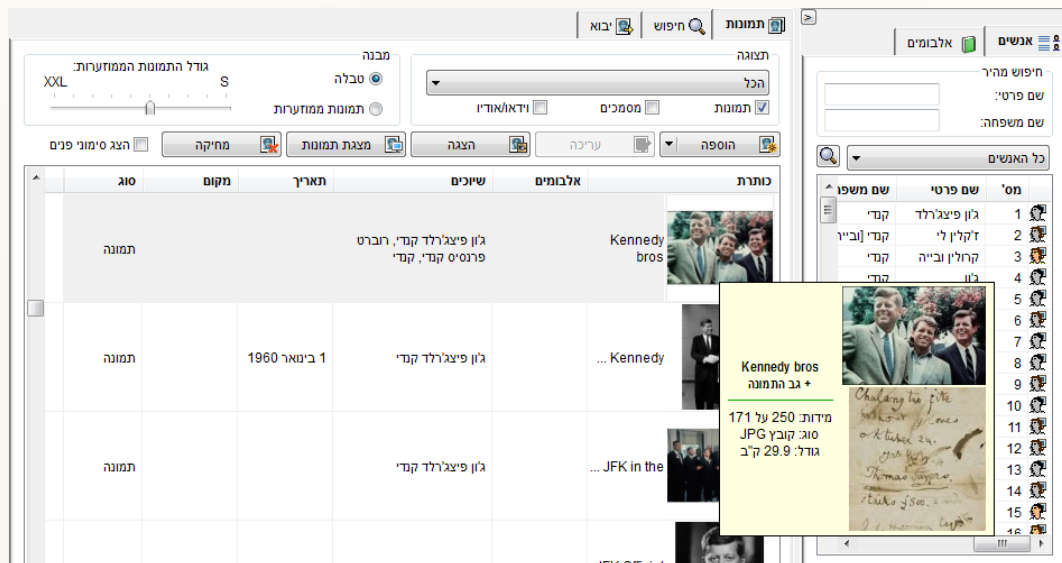 אנשים
אלבומים
חיפוש מהיר
שם פרטי:
שם משפחה:
כל האנשים
מס'
שם פרטי
שם משפ
1 ג'ון פיצג'רלד קנדי
2 ז'קלין לי קנדי [ובייר
3 קרולין ובייה קנדי
4 ג'ון קנדי
5
6
7
8
9
10
11
12
13
14
15
16
תמונות
חיפוש
יבוא
תצוגה
הכל
תמונות
מסמכים
וידאו/אודיו
מבנה
טבלה
תמונות ממוזערות
גודל התמונות הממוזערות:
XXL
S
הוספה
עריכה
הצגה
מצגת תמונות
מחיקה
הצג סימוני פנים
כותרת
אלבומים
שיוכים
תאריך
מקום
סוג
Kennedy
bros
ג'ון פיצג'רלד קנדי, רוברט
פרנסיס קנדי, קנדי
תמונה
Kennedy ...
ג'ון פיצג'רלד קנדי
1 בינואר 1960
תמונה
JFK in the ...
ג'ון פיצג'רלד קנדי
תמונה
Kennedy bros
+ גב התמונה
מידות: 250 על 171
סוג: קובץ JPG
גודל: 29.9 ק"ב
Thomas